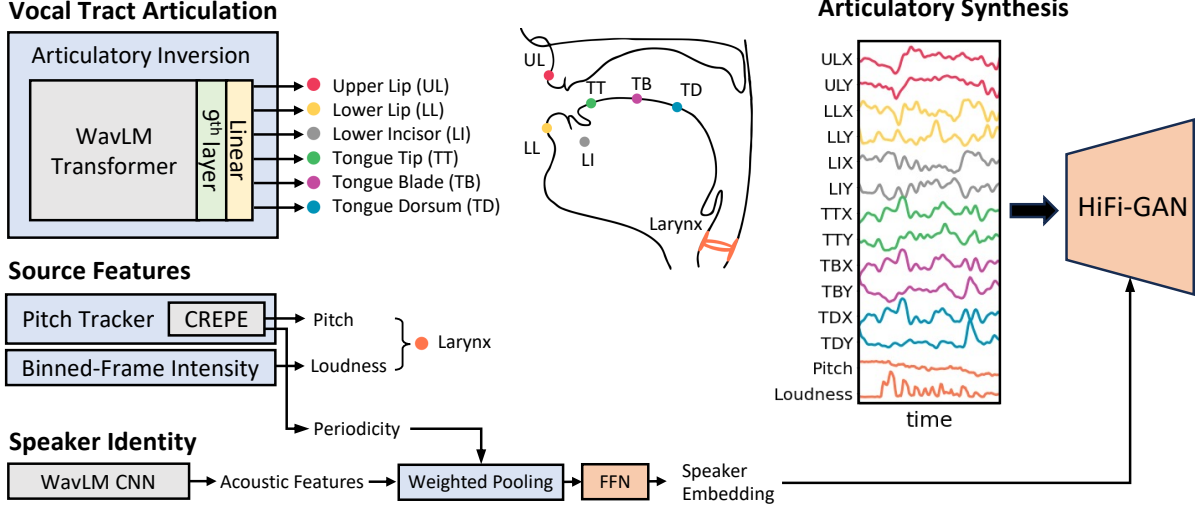 Vocal Tract Articulation
Articulatory Inversion
WavLM
Transformer
9th layer
Linear
Upper Lip (UL)
Lower Lip (LL)
Lower Incisor (LI)
Tongue Tip (TT)
Tongue Blade (TB)
Tongue Dorsum (TD)
UL
TT
TB
TD
LL
LI
Larynx
Source Features
Pitch Tracker
CREPE
Pitch
Binned-Frame Intensity
Loudness
Larynx
Periodicity
Speaker Identity
WavLM CNN
Acoustic Features
Weighted Pooling
FFN
Speaker
Embedding
Articulatory Synthesis
ULX
ULY
LLX
LLY
LIX
LIY
TTX
TTY
TBX
TBY
TDX
TDY
Pitch
Loudness
time
HiFi-GAN